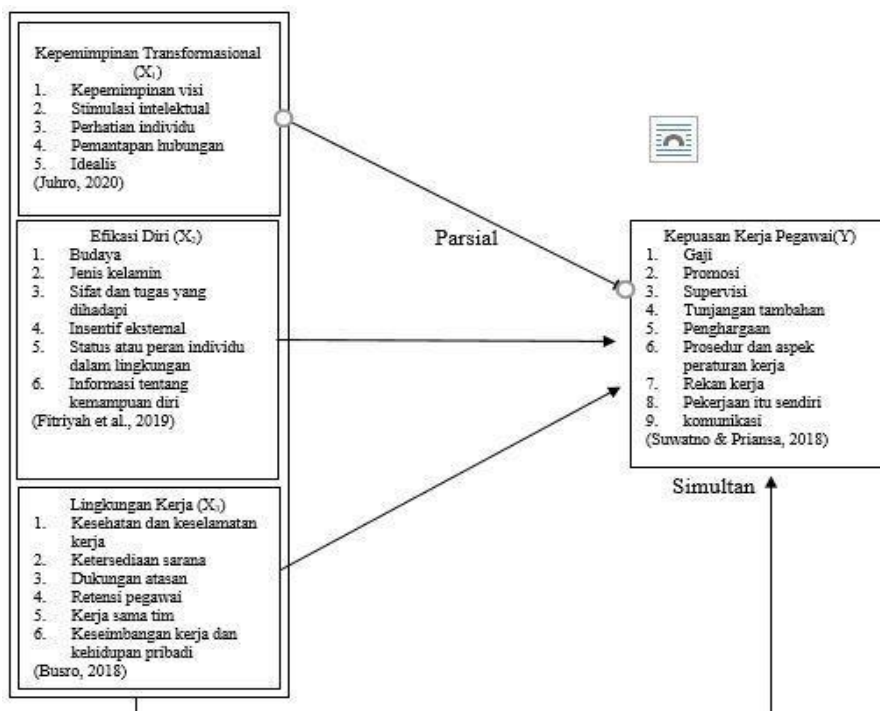 Kepemimpinan Transformasional
(X₁)
1. Kepemimpinan visi
2. Stimulasi intelektual
3. Perhatian individu
4. Pemantapan hubungan
5. Idealis
(Juhro, 2020)
Efikasi Diri (X₂)
1. Budaya
2. Jenis kelamin
3. Sifat dan tugas yang
dihadapi
4. Insentif eksternal
5. Status atau peran individu
dalam lingkungan
6. Informasi tentang
kemampuan diri
(Fitriyah et al., 2019)
Lingkungan Kerja (X₃)
1. Kesehatan dan keselamatan
kerja
2. Ketersediaan sarana
3. Dukungan atasan
4. Retensi pegawai
5. Kerja sama tim
6. Keseimbangan kerja dan
kehidupan pribadi
(Busro, 2018)
Parsial
Kepuasan Kerja Pegawai(Y)
1. Gaji
2. Promosi
3. Supervisi
4. Tunjangan tambahan
5. Penghargaan
6. Prosedur dan aspek
peraturan kerja
7. Rekan kerja
8. Pekerjaan itu sendiri
9. komunikasi
(Suwatno & Priansa, 2018)
Simultan